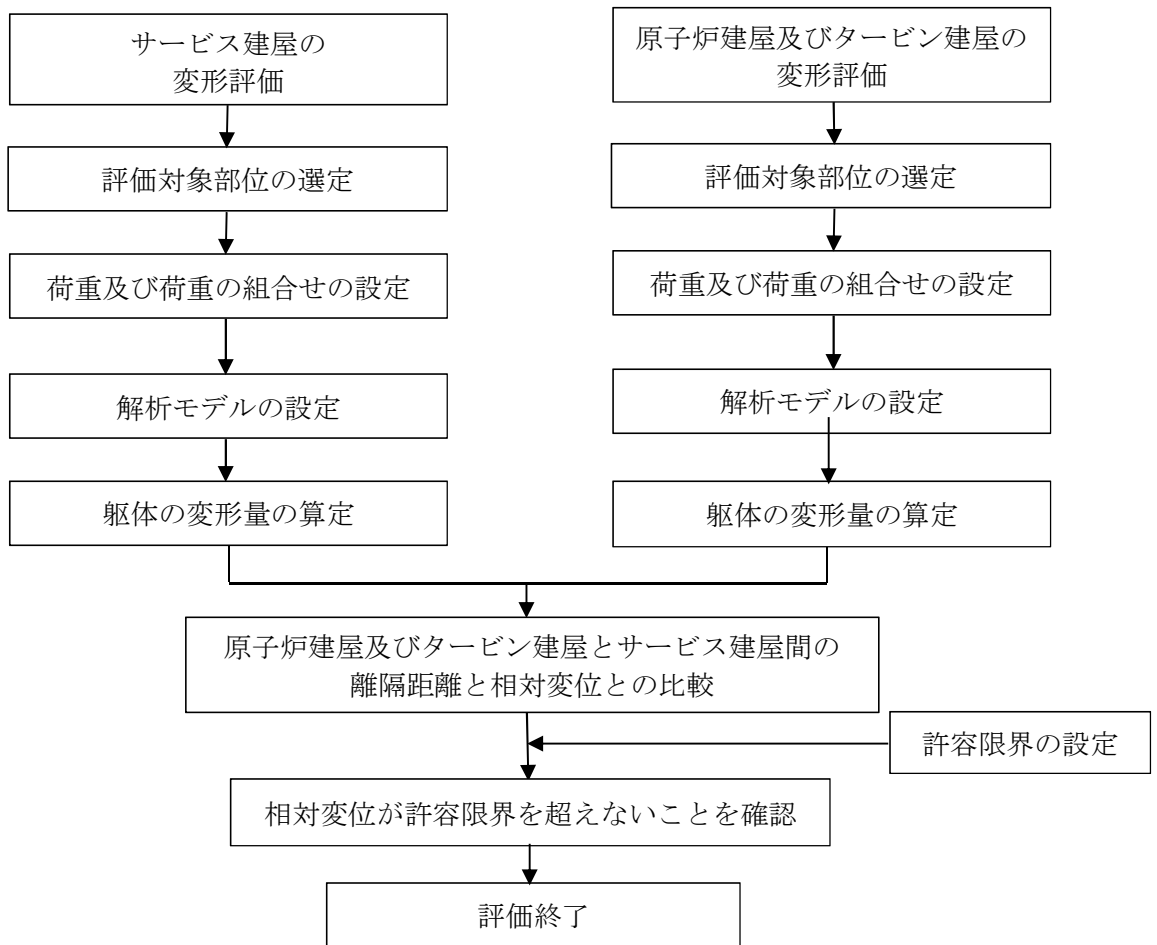 サービス建屋の
変形評価
評価対象部位の選定
荷重及び荷重の組合せの設定
解析モデルの設定
躯体の変形量の算定
原子炉建屋及びタービン建屋の
変形評価
評価対象部位の選定
荷重及び荷重の組合せの設定
解析モデルの設定
躯体の変形量の算定
原子炉建屋及びタービン建屋とサービス建屋間の
離隔距離と相対変位との比較
許容限界の設定
相対変位が許容限界を超えないことを確認
評価終了